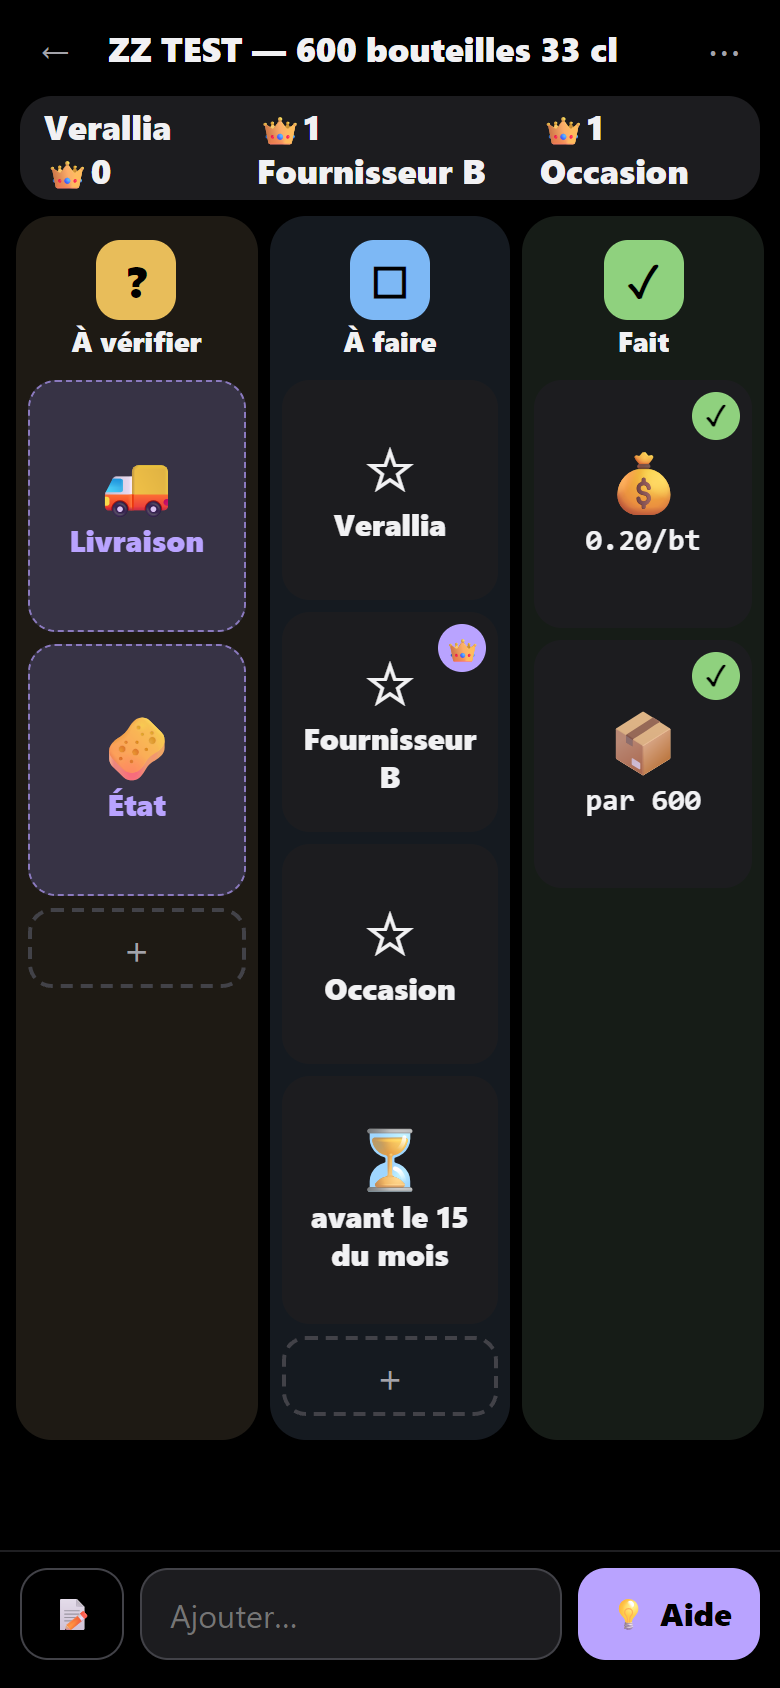 ← ZZ TEST — 600 bouteilles 33 cl ...
Verallia
👑 0
👑 1
Fournisseur B
👑 1
Occasion
?
À vérifier
Livraison
État
+
À faire
Verallia
Fournisseur
B
Occasion
avant le 15
du mois
+
✓
Fait
✓
$
0.20/bt
✓
par 600
Ajouter...
Aide